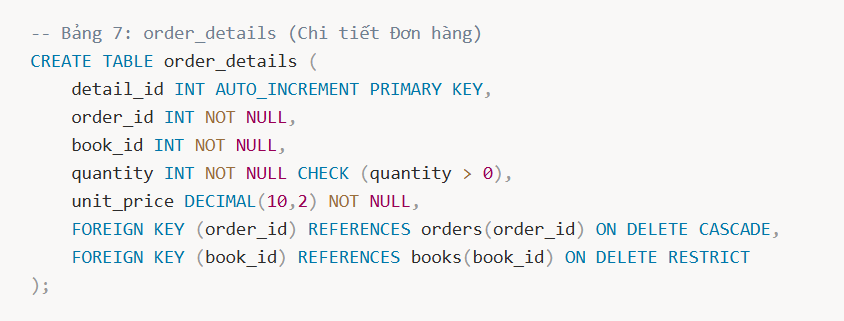 -- Bảng 7: order_details (Chi tiết Đơn hàng)
CREATE TABLE order_details (
    detail_id INT AUTO_INCREMENT PRIMARY KEY,
    order_id INT NOT NULL,
    book_id INT NOT NULL,
    quantity INT NOT NULL CHECK (quantity > 0),
    unit_price DECIMAL(10,2) NOT NULL,
    FOREIGN KEY (order_id) REFERENCES orders(order_id) ON DELETE CASCADE,
    FOREIGN KEY (book_id) REFERENCES books(book_id) ON DELETE RESTRICT
);